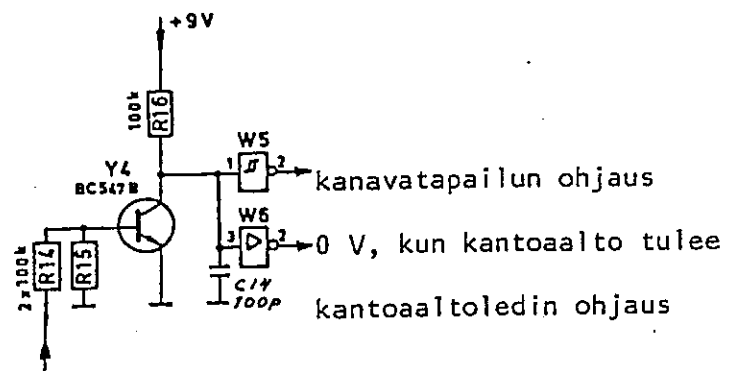 +9V
100k
R16
W5
1
2
kanavatapailun ohjaus
Y4
BC547B
W6
3
2
0 V, kun kantoaalto tulee
2x100k
R14
R15
C14
100P
kantoaaltoledin ohjaus